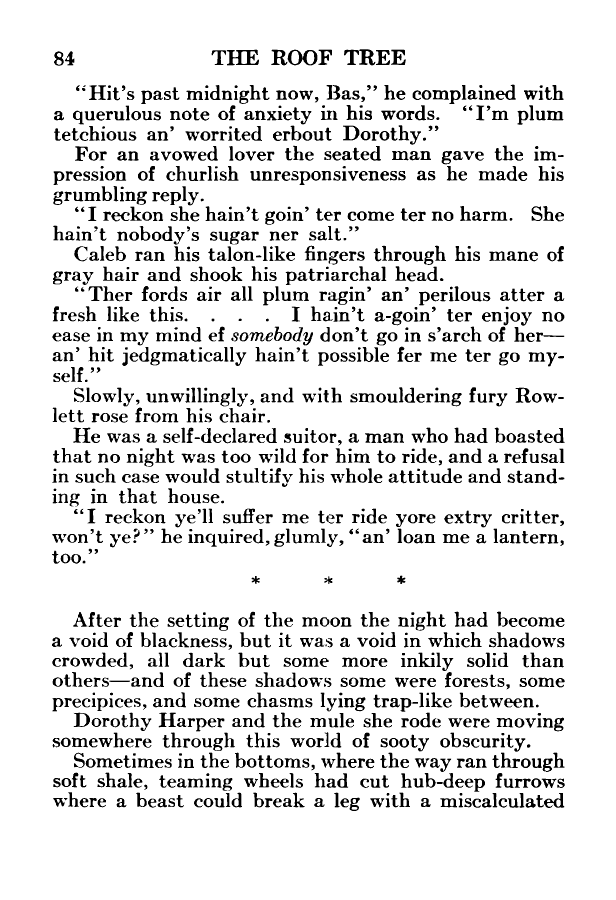 84 THE ROOF TREE
"Hit's past midnight now, Bas," he complained with
a querulous note of anxiety in his words. "I'm plum
tetchious an' worrited erbout Dorothy."
For an avowed lover the seated man gave the im-
pression of churlish unresponsiveness as he made his
grumbling reply.
"I reckon she hain't goin' ter come ter no harm. She
hain't nobody's sugar ner salt."
Caleb ran his talon-like fingers through his mane of
gray hair and shook his patriarchal head.
"Ther fords air all plum ragin' an' perilous atter a
fresh like this. . . . I hain't a-goin' ter enjoy no
ease in my mind ef somebody don't go in s'arch of her—
an' hit jedgmatically hain't possible fer me ter go my-
self."
Slowly, unwillingly, and with smouldering fury Row-
lett rose from his chair.
He was a self-declared suitor, a man who had boasted
that no night was too wild for him to ride, and a refusal
in such case would stultify his whole attitude and stand-
ing in that house.
"I reckon ye'll suffer me ter ride yore extry critter,
won't ye?" he inquired, glumly, "an' loan me a lantern,
too."
* * *
After the setting of the moon the night had become
a void of blackness, but it was a void in which shadows
crowded, all dark but some more inkily solid than
others—and of these shadows some were forests, some
precipices, and some chasms lying trap-like between.
Dorothy Harper and the mule she rode were moving
somewhere through this world of sooty obscurity.
Sometimes in the bottoms, where the way ran through
soft shale, teaming wheels had cut hub-deep furrows
where a beast could break a leg with a miscalculated